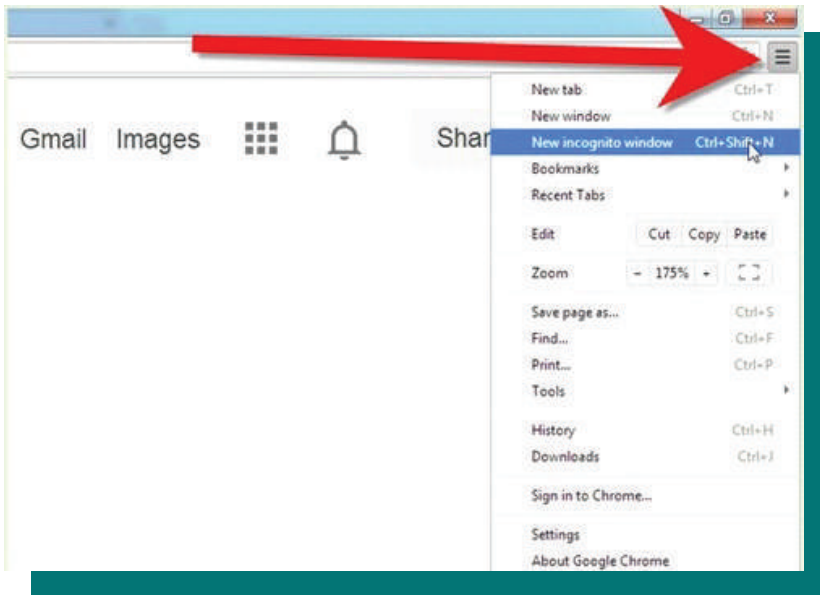 Gmail Images Shar
New tab Ctrl+T
New window Ctrl+N
New incognito window Ctrl+Shift+N
Bookmarks
Recent Tabs
Edit Cut Copy Paste
Zoom - 175% +
Save page as... Ctrl+S
Find... Ctrl+F
Print... Ctrl+P
Tools
History Ctrl+H
Downloads Ctrl+J
Sign in to Chrome...
Settings
About Google Chrome